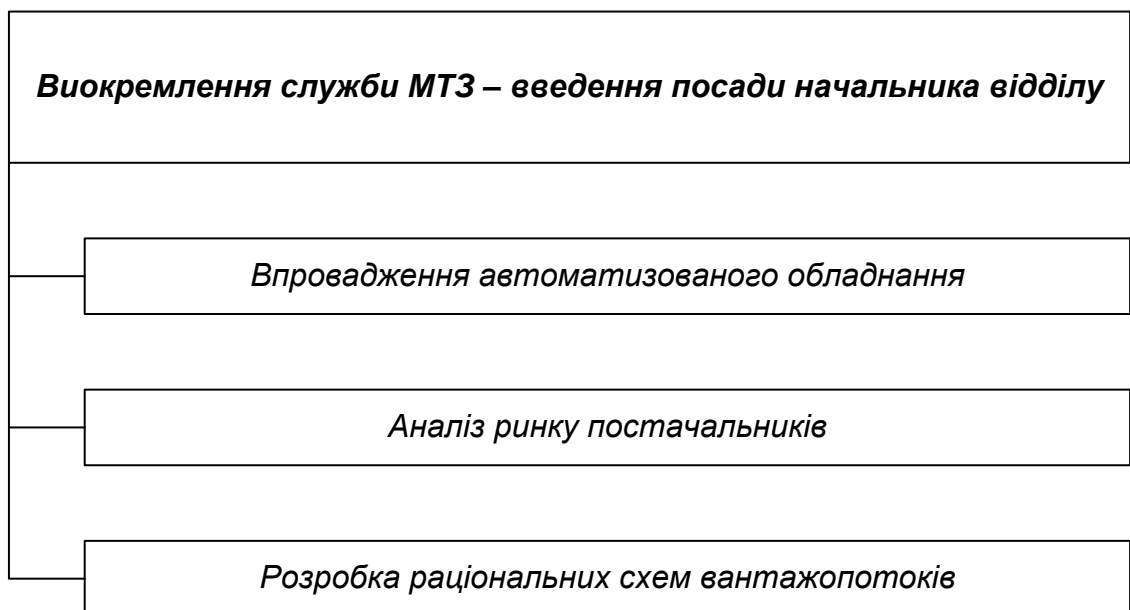 Виокремлення служби МТЗ – введення посади начальника відділу
Впровадження автоматизованого обладнання
Аналіз ринку постачальників
Розробка раціональних схем вантажопотоків